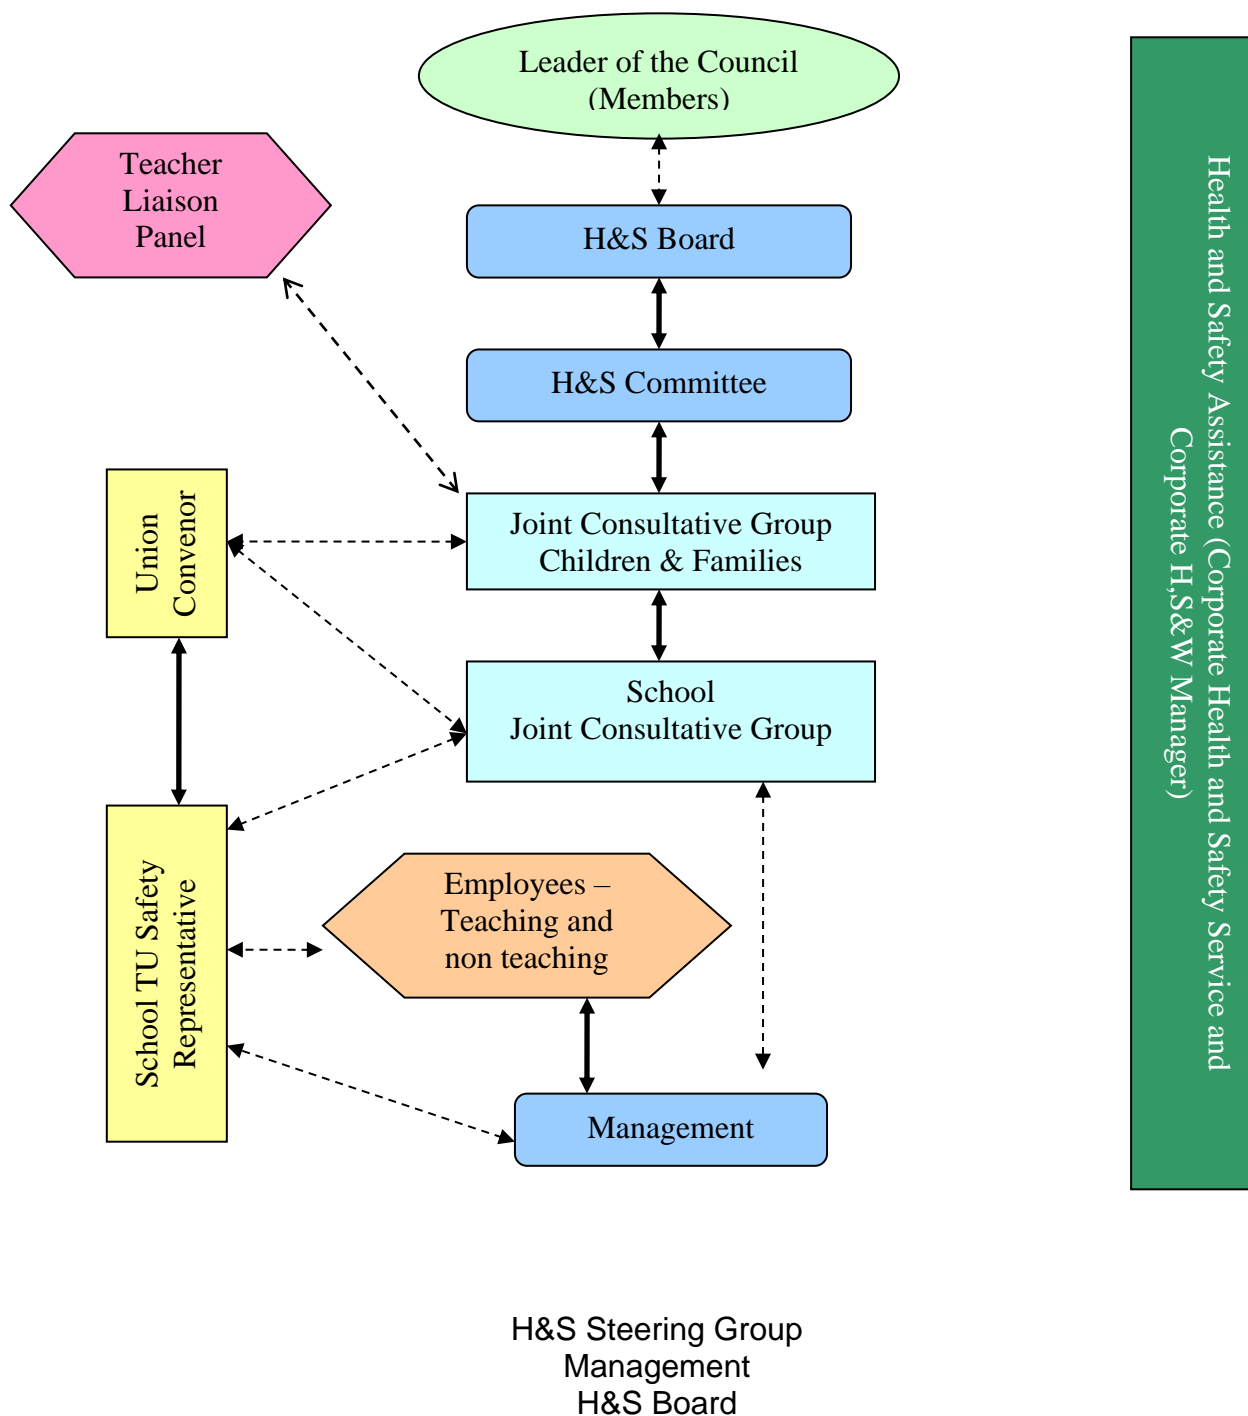 Leader of the Council
(Members)
Teacher
Liaison
Panel
H&S Board
H&S Committee
Union
Convenor
Joint Consultative Group
Children & Families
School
Joint Consultative Group
School TU Safety
Representative
Employees –
Teaching and
non teaching
Management
Health and Safety Assistance (Corporate Health and Safety Service and
Corporate H,S&W Manager)
H&S Steering Group
Management
H&S Board